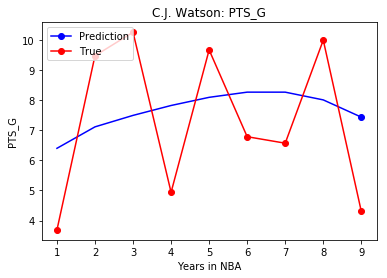 C.J. Watson: PTS_G
Prediction
True
10
9
8
7
6
5
4
PTS_G
1 2 3 4 5 6 7 8 9
Years in NBA